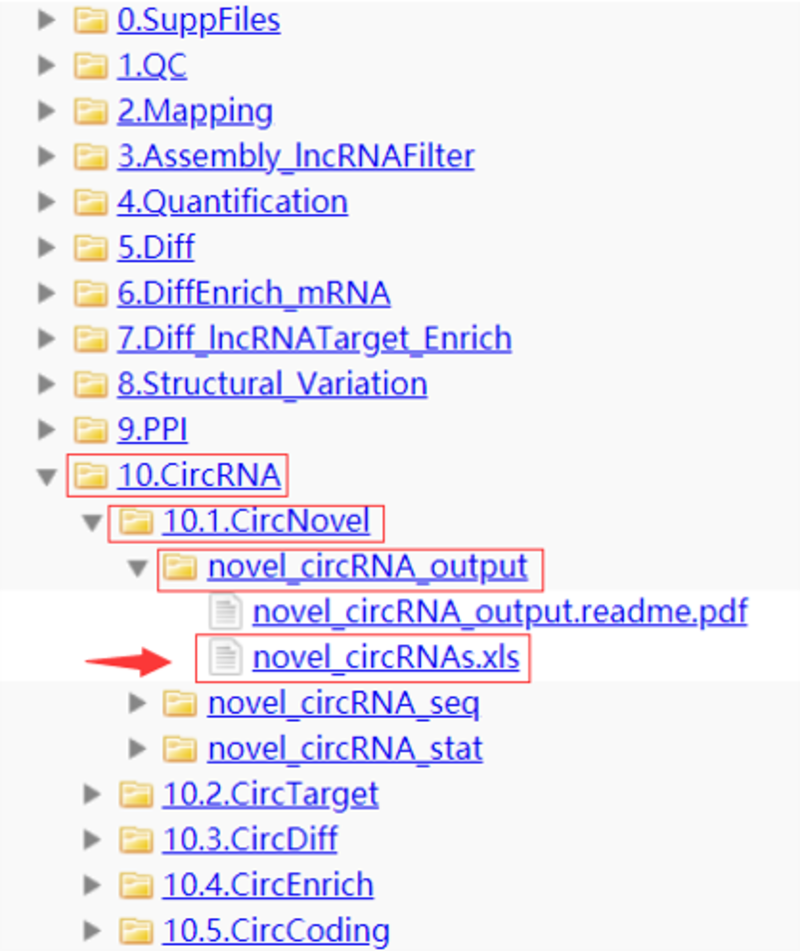 0.SuppFiles
1.QC
2.Mapping
3.Assembly_lncRNAFilter
4.Quantification
5.Diff
6.DiffEnrich_mRNA
7.Diff_lncRNATarget_Enrich
8.Structural_Variation
9.PPI
10.CircRNA
10.1.CircNovel
novel_circRNA_output
novel_circRNA_output.readme.pdf
novel_circRNAs.xls
novel_circRNA_seq
novel_circRNA_stat
10.2.CircTarget
10.3.CircDiff
10.4.CircEnrich
10.5.CircCoding